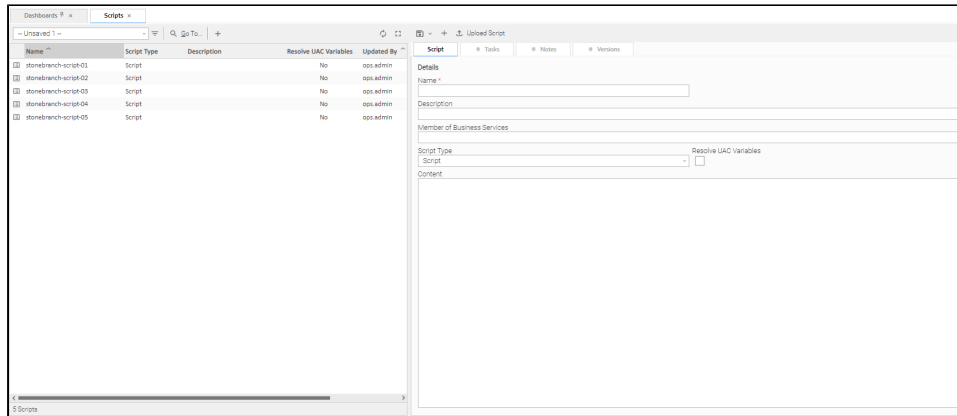 Dashboards × Scripts ×
-- Unsaved 1 -- Go To... +
+ Upload Script
Name Script Type Description Resolve UAC Variables Updated By
stonebranch-script-01 Script No ops.admin
stonebranch-script-02 Script No ops.admin
stonebranch-script-03 Script No ops.admin
stonebranch-script-04 Script No ops.admin
stonebranch-script-05 Script No ops.admin
5 Scripts
Script Tasks Notes Versions
Details
Name *
Description
Member of Business Services
Script Type Resolve UAC Variables
Script
Content